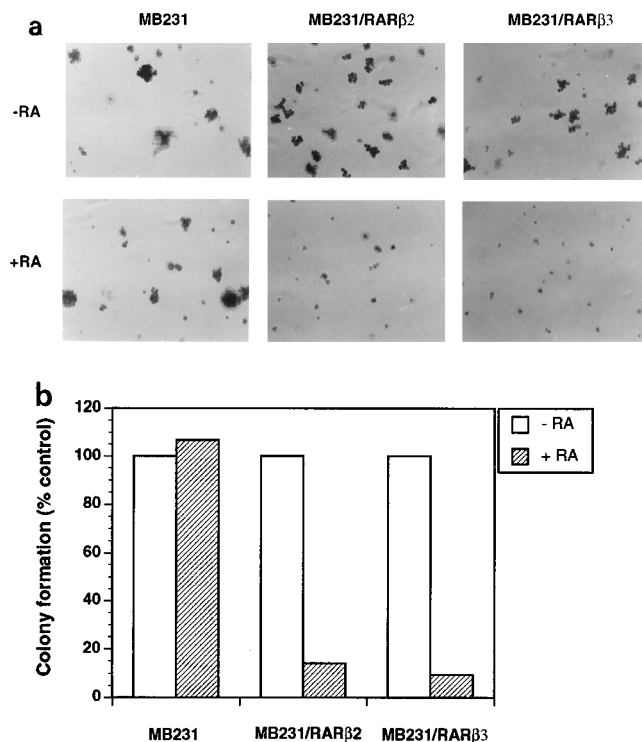 a
MB231 MB231/RARβ2 MB231/RARβ3
-RA
+RA
b
Colony formation (% control)
120
100
80
60
40
20
0
- RA
+ RA
MB231 MB231/RARβ2 MB231/RARβ3